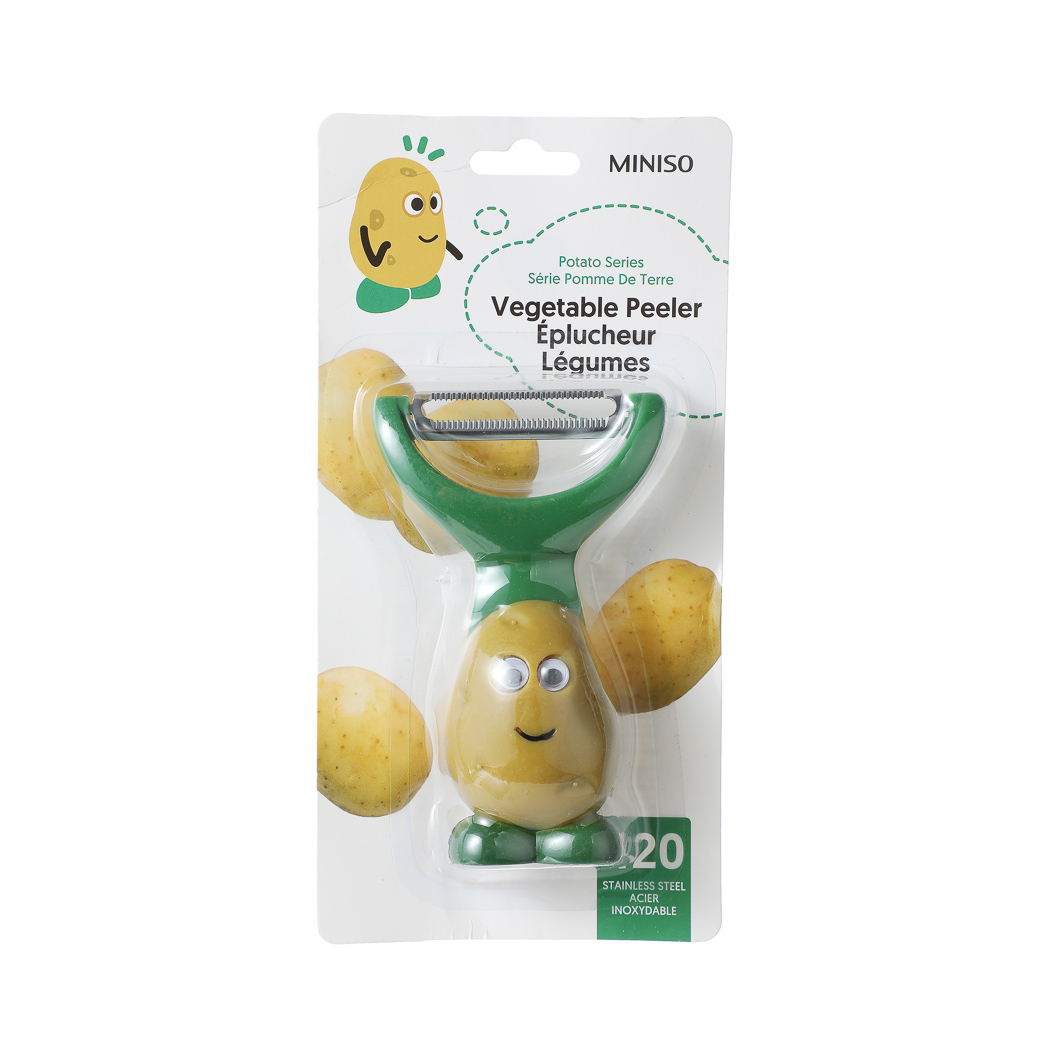 MINISO
Potato Series
Série Pomme De Terre
Vegetable Peeler
Éplucheur
Légumes
20
STAINLESS STEEL
ACIER
INOXYDABLE